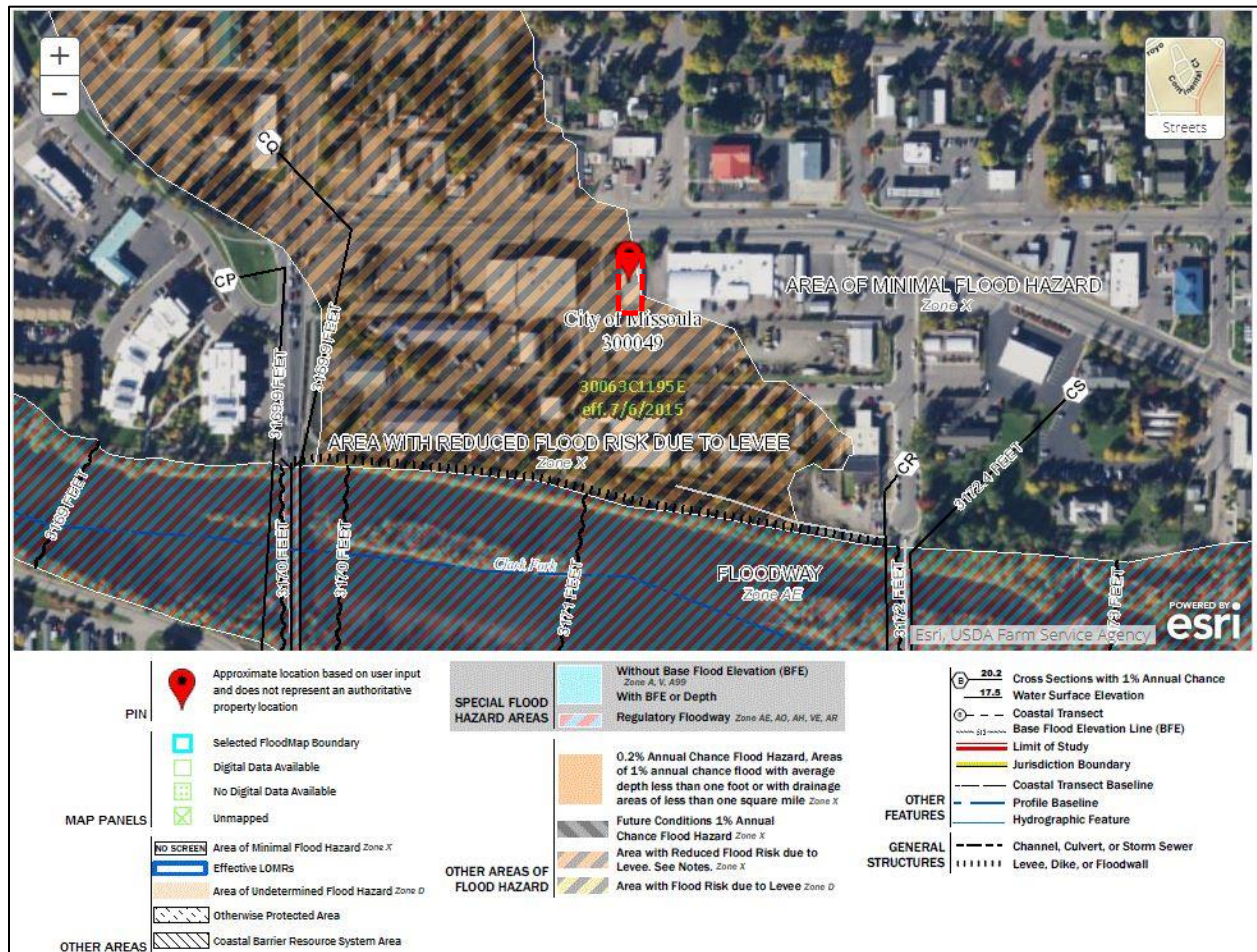 +
−
royo
Continental Ct
Streets
CQ
CP
3169.9 FEET
3169.9 FEET
AREA OF MINIMAL FLOOD HAZARD
Zone X
City of Missoula
300049
30063C1195E
eff. 7/6/2015
AREA WITH REDUCED FLOOD RISK DUE TO LEVEE
Zone X
CS
CR
3172.4 FEET
3169 FEET
3170 FEET
3170 FEET
3171 FEET
Clark Fork
FLOODWAY
Zone AE
3172 FEET
FEET
POWERED BY
esri
Esri, USDA Farm Service Agency
PIN
Approximate location based on user input
and does not represent an authoritative
property location
MAP PANELS
Selected FloodMap Boundary
Digital Data Available
No Digital Data Available
Unmapped
OTHER AREAS
NO SCREEN Area of Minimal Flood Hazard Zone X
Effective LOMRs
Area of Undetermined Flood Hazard Zone D
Otherwise Protected Area
Coastal Barrier Resource System Area
SPECIAL FLOOD
HAZARD AREAS
Without Base Flood Elevation (BFE)
Zone A, V, A99
With BFE or Depth
Regulatory Floodway Zone AE, AO, AH, VE, AR
OTHER AREAS OF
FLOOD HAZARD
0.2% Annual Chance Flood Hazard, Areas
of 1% annual chance flood with average
depth less than one foot or with drainage
areas of less than one square mile Zone X
Future Conditions 1% Annual
Chance Flood Hazard Zone X
Area with Reduced Flood Risk due to
Levee. See Notes. Zone X
Area with Flood Risk due to Levee Zone D
OTHER
FEATURES
B 20.2 Cross Sections with 1% Annual Chance
17.5 Water Surface Elevation
8 Coastal Transect
513 Base Flood Elevation Line (BFE)
Limit of Study
Jurisdiction Boundary
Coastal Transect Baseline
Profile Baseline
Hydrographic Feature
GENERAL
STRUCTURES
Channel, Culvert, or Storm Sewer
Levee, Dike, or Floodwall